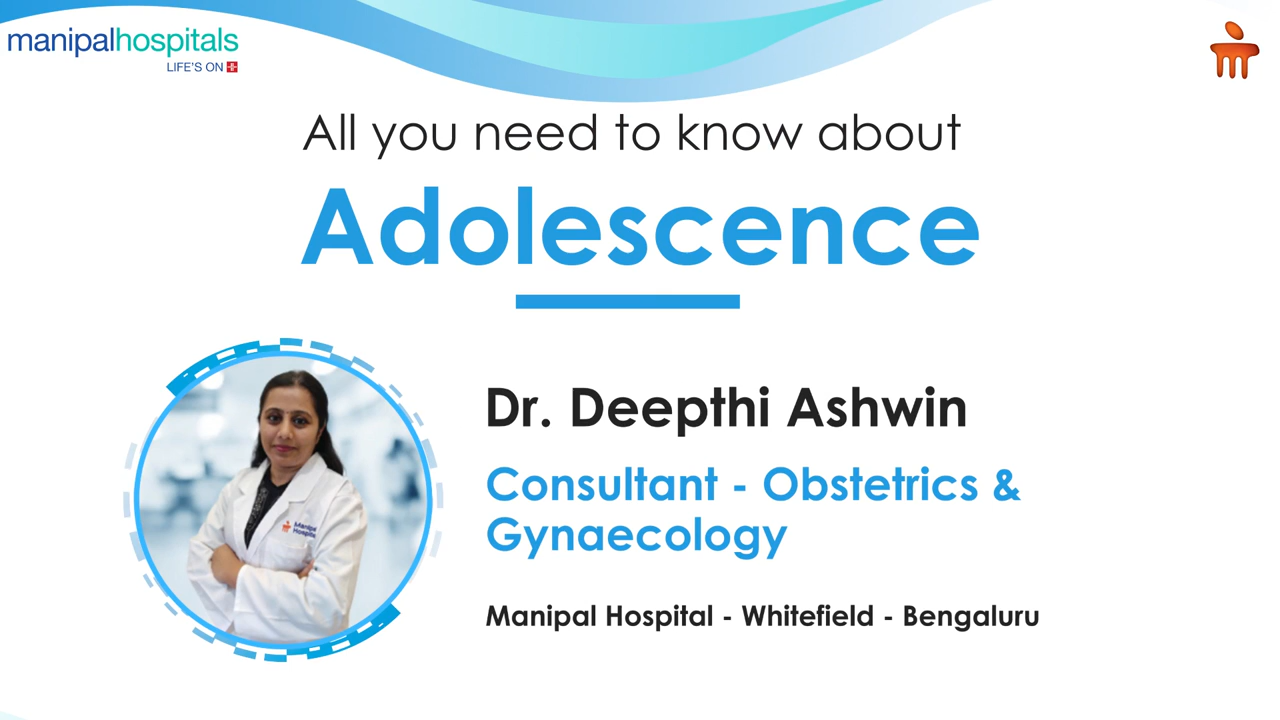 manipalhospitals
LIFE'S ON
All you need to know about
Adolescence
Dr. Deepthi Ashwin
Consultant - Obstetrics &
Gynaecology
Manipal Hospital - Whitefield - Bengaluru
Manipal